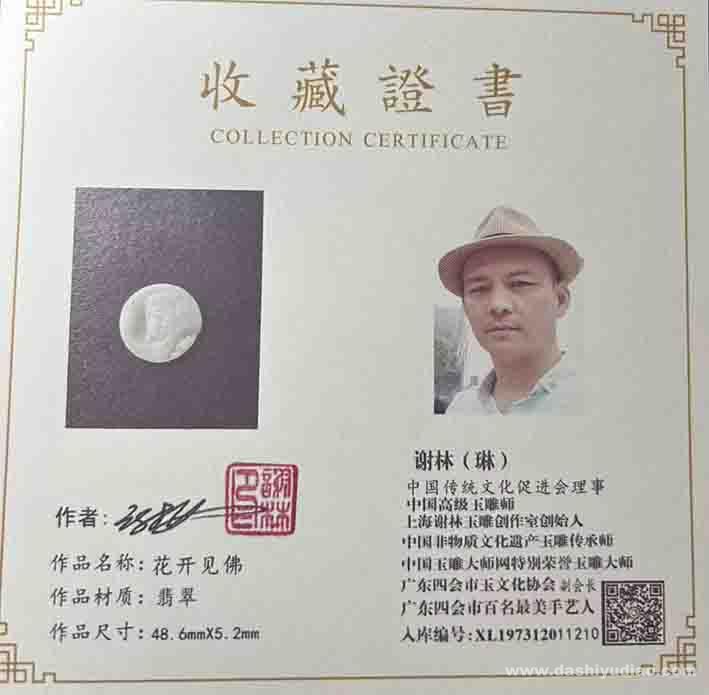 收藏證書
COLLECTION CERTIFICATE
谢林（琳）
中国传统文化促进会理事
中国高级玉雕师
上海谢林玉雕创作室创始人
中国非物质文化遗产玉雕传承师
中国玉雕大师网特别荣誉玉雕大师
广东四会市玉文化协会 副会长
广东四会市百名最美手艺人
入库编号：XL197312011210
作者：
作品名称：花开见佛
作品材质：翡翠
作品尺寸：48.6mmX5.2mm
www.dashiyudiao.com